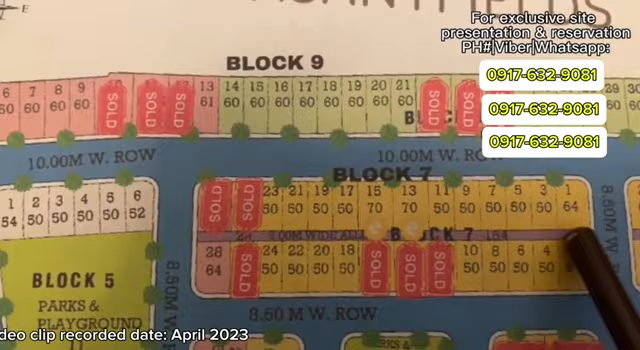 E
For exclusive site
presentation & reservation
PH#|Viber|Whatsapp:
0917-632-9081
0917-632-9081
0917-632-9081
BLOCK 9
6 7 8 9 SOLD SOLD SOLD 13 14 15 16 17 18 19 20 21 SOLD SOLD 29 30
60 60 60 60 61 60 60 60 60 60 60 60 60 60
10.00M W. ROW 10.00M W. ROW
BLOCK 7
1 2 3 4 5 6
54 50 50 50 50 52
SOLD SOLD 23 21 19 17 15 13 11 9 7 5 3 1
50 50 50 50 70 70 50 50 50 50 50 64
BLOCK 7
28 SOLD 24 22 20 18 SOLD SOLD SOLD 10 8 6 4
64 50 50 50 50 50 50 50 50
BLOCK 5
PARKS &
PLAYGROUND
8.50M W
8.50M W.
8.50 M W. ROW
deo clip recorded date: April 2023